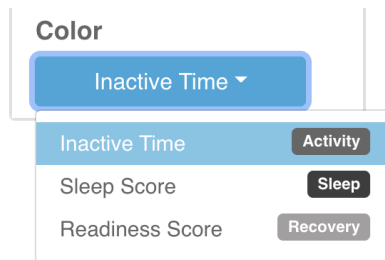 Color
Inactive Time
Inactive Time Activity
Sleep Score Sleep
Readiness Score Recovery